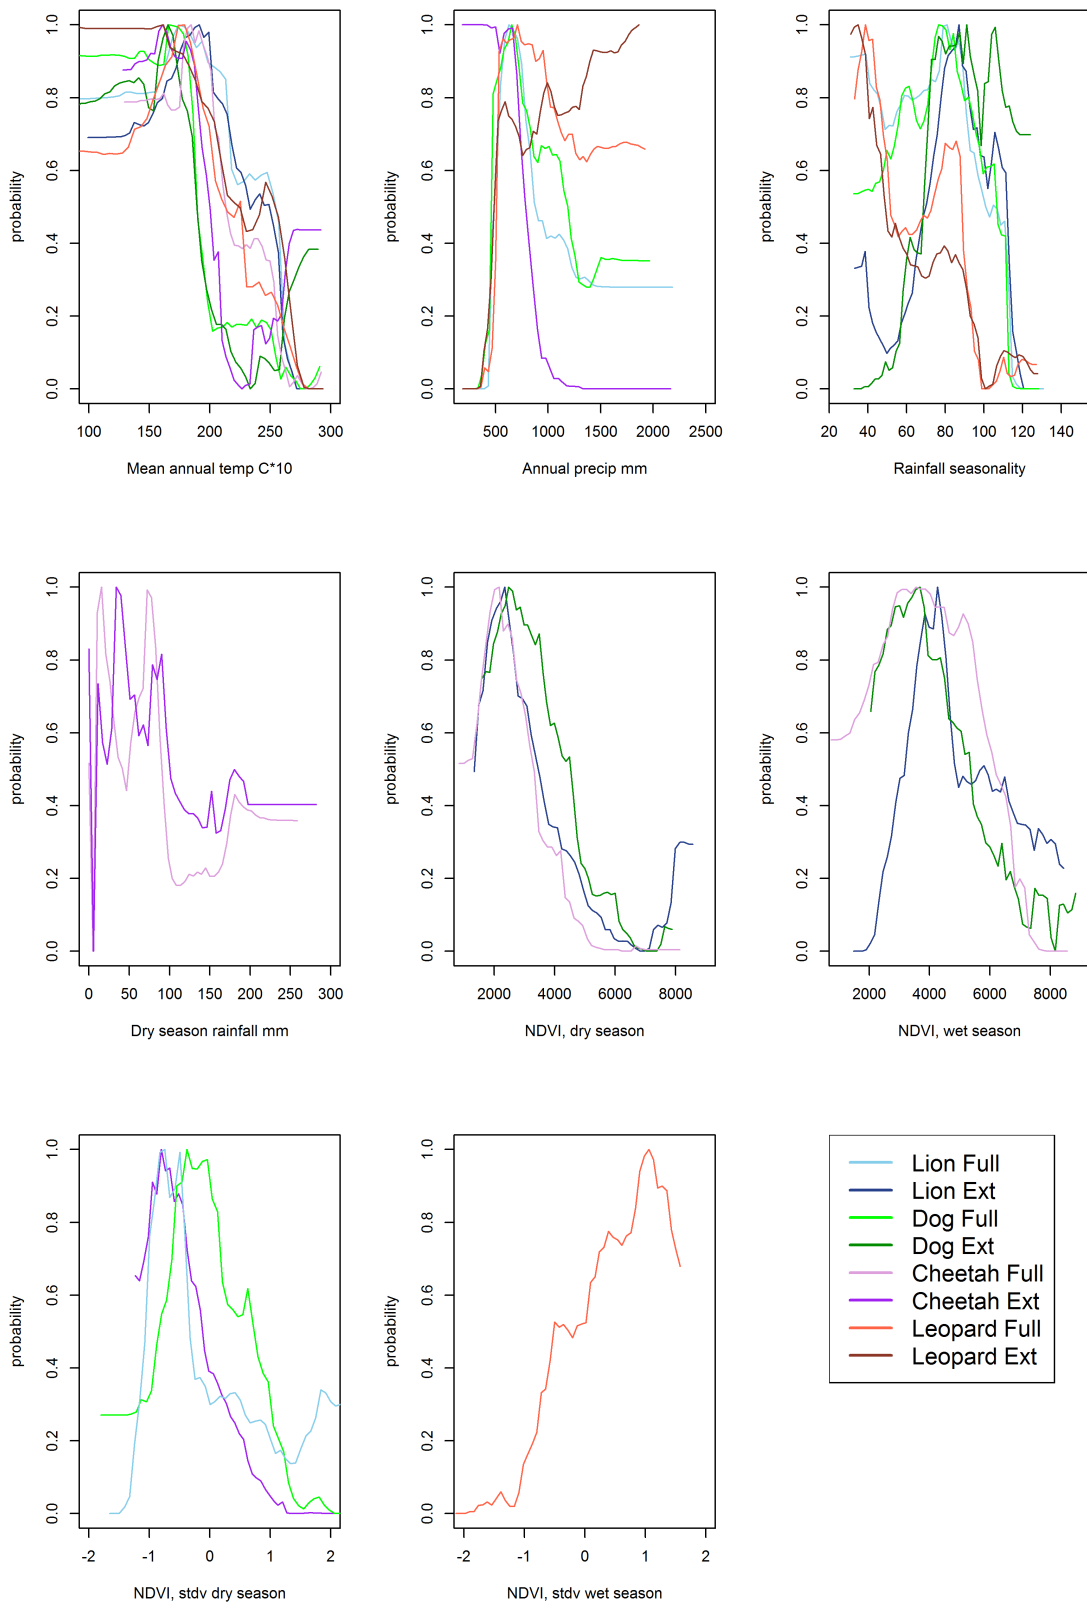 probability
0.0 0.2 0.4 0.6 0.8 1.0
100 150 200 250 300
Mean annual temp C*10
probability
0.0 0.2 0.4 0.6 0.8 1.0
500 1000 1500 2000 2500
Annual precip mm
probability
0.0 0.2 0.4 0.6 0.8 1.0
20 40 60 80 100 120 140
Rainfall seasonality
probability
0.0 0.2 0.4 0.6 0.8 1.0
0 50 100 150 200 250 300
Dry season rainfall mm
probability
0.0 0.2 0.4 0.6 0.8 1.0
2000 4000 6000 8000
NDVI, dry season
probability
0.0 0.2 0.4 0.6 0.8 1.0
2000 4000 6000 8000
NDVI, wet season
probability
0.0 0.2 0.4 0.6 0.8 1.0
-2 -1 0 1 2
NDVI, stdv dry season
probability
0.0 0.2 0.4 0.6 0.8 1.0
-2 -1 0 1 2
NDVI, stdv wet season
Lion Full
Lion Ext
Dog Full
Dog Ext
Cheetah Full
Cheetah Ext
Leopard Full
Leopard Ext